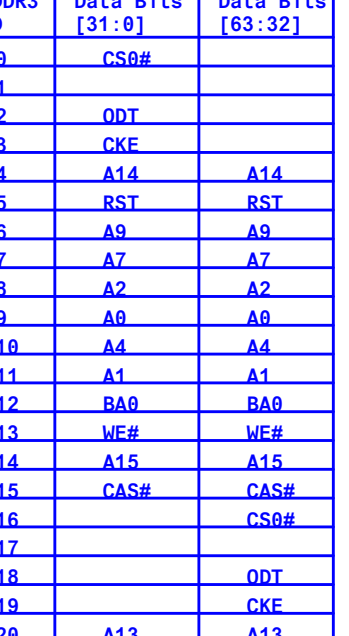 DDR3 Data Bits Data Bits
[31:0] [63:32]
0 CS0#
1
2 ODT
3 CKE
4 A14 A14
5 RST RST
6 A9 A9
7 A7 A7
8 A2 A2
9 A0 A0
10 A4 A4
11 A1 A1
12 BA0 BA0
13 WE# WE#
14 A15 A15
15 CAS# CAS#
16 CS0#
17
18 ODT
19 CKE
20 A13 A13